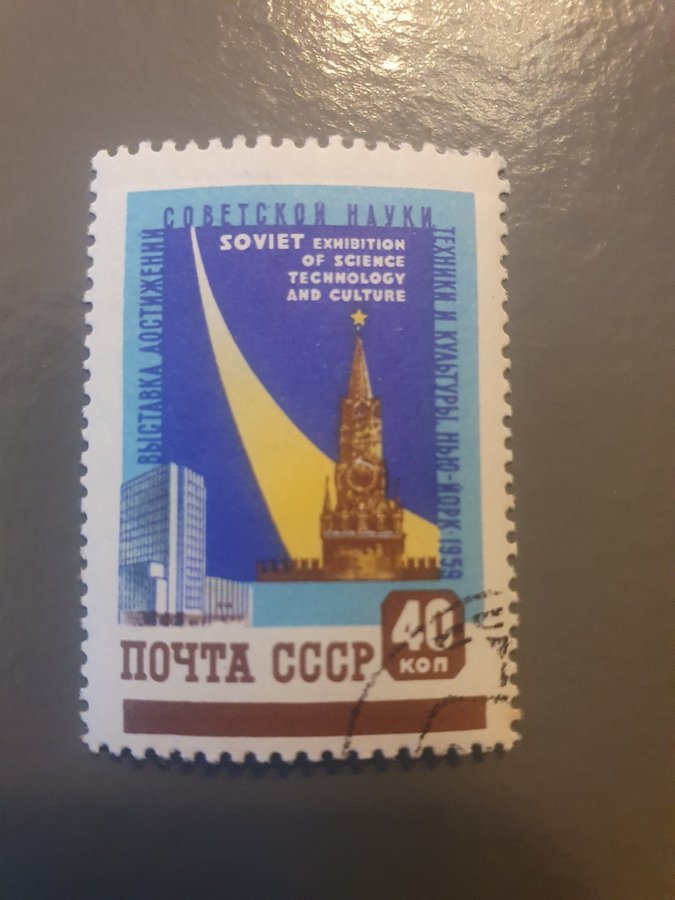 ВЫСТАВКА ДОСТИЖЕНИЙ
СОВЕТСКОЙ НАУКИ
ТЕХНИКИ И КУЛЬТУРЫ НЬЮ-ЙОРК·1959
SOVIET EXHIBITION
OF SCIENCE
TECHNOLOGY
AND CULTURE
40
КОП
ПОЧТА СССР